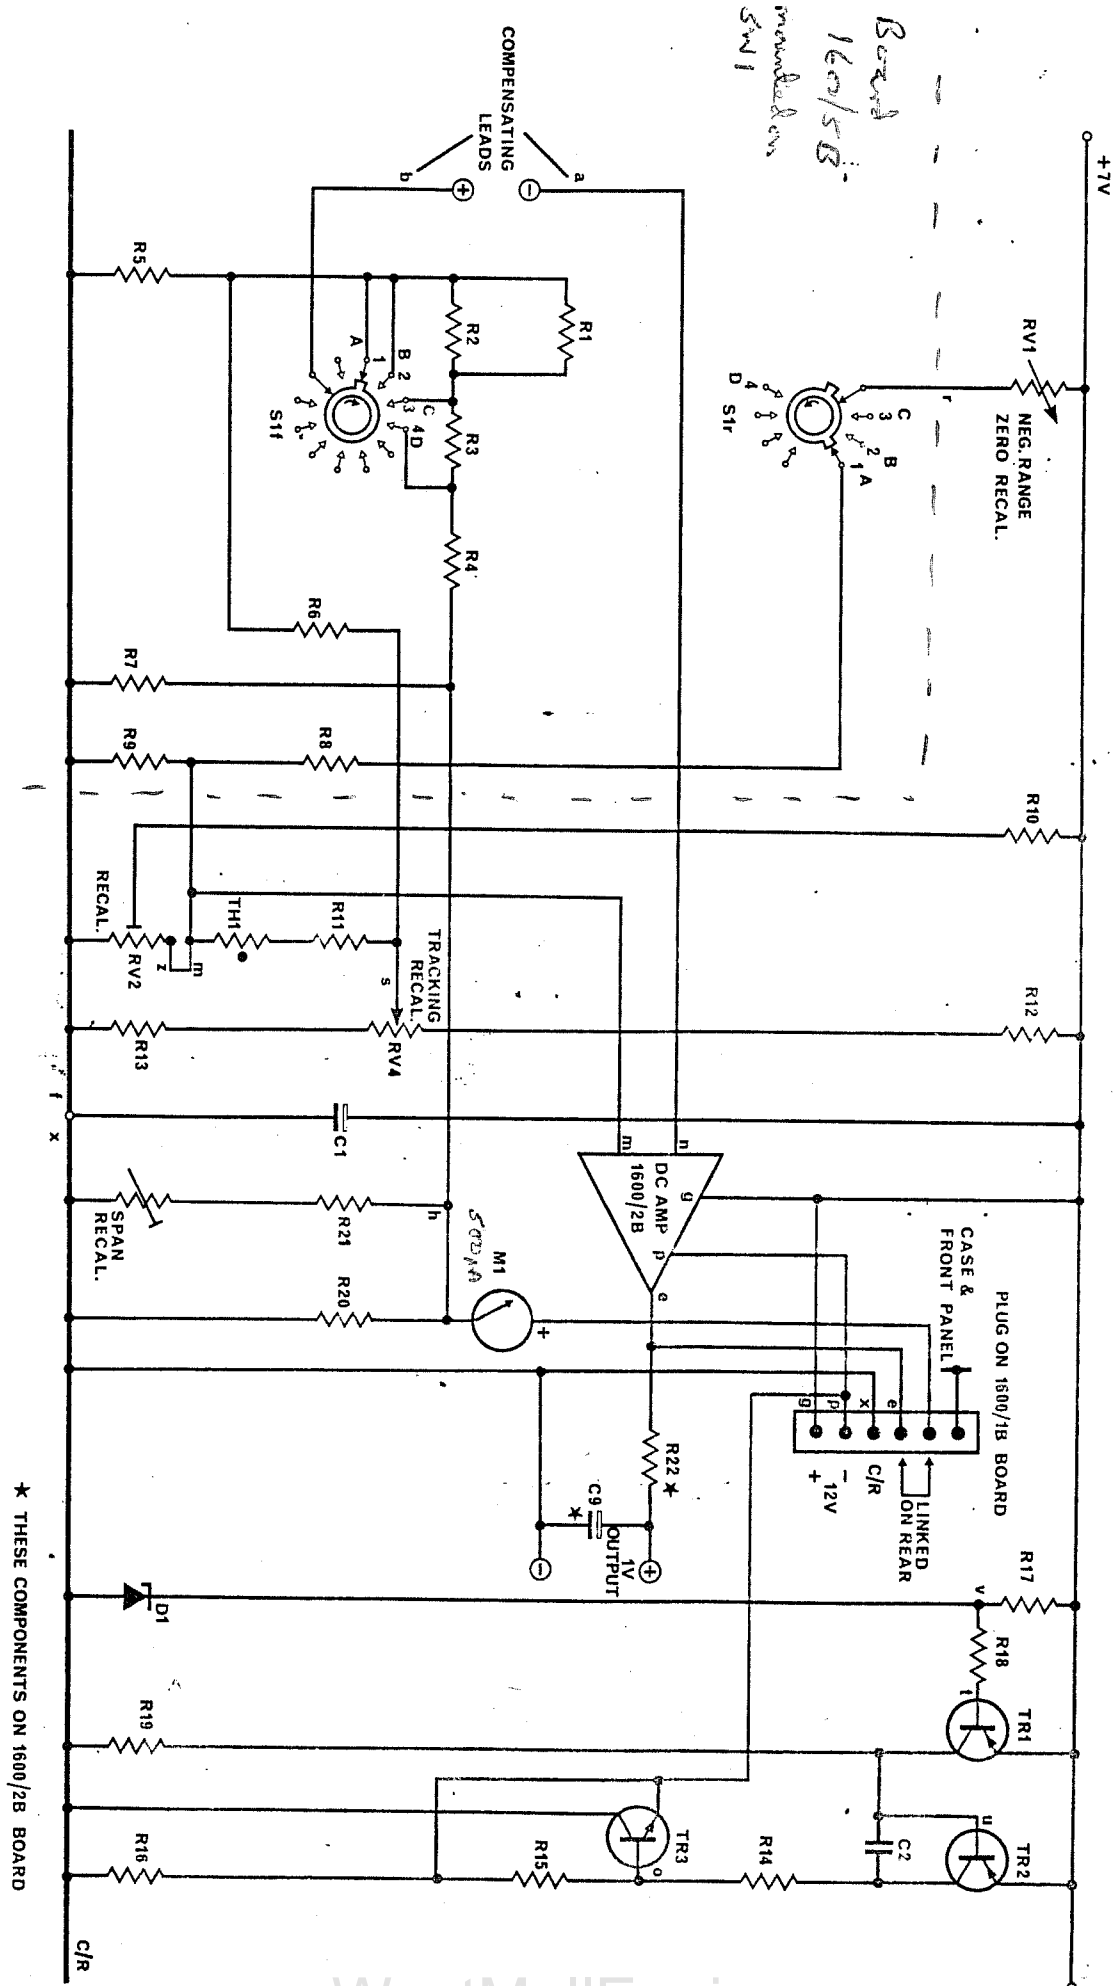 +7V
RV1
NEG. RANGE
ZERO RECAL.
R10
R12
r
C
3
B
2
A
1
D
4
S1r
Board
1600/5B
mounted on
SW1
COMPENSATING
LEADS
a
b
−
+
R1
R2
R3
R4
A
1
B
2
C
3
4D
S1f
R5
R6
R7
R8
R9
TRACKING
RECAL.
s
RV4
R11
TH1
m
z
RV2
RECAL.
R13
f
x
C1
n
m
g
DC AMP
1600/2B
p
e
h
R21
SPAN
RECAL.
R20
M1
500µA
+
CASE &
FRONT PANEL
PLUG ON 1600/1B BOARD
g
p
x
e
+
−
12V
C/R
LINKED
ON REAR
R22 ★
C9
★
1V
OUTPUT
+
−
D1
R17
v
R18
t
TR1
R19
u
TR2
C2
R14
TR3
o
R15
R16
C/R
★ THESE COMPONENTS ON 1600/2B BOARD